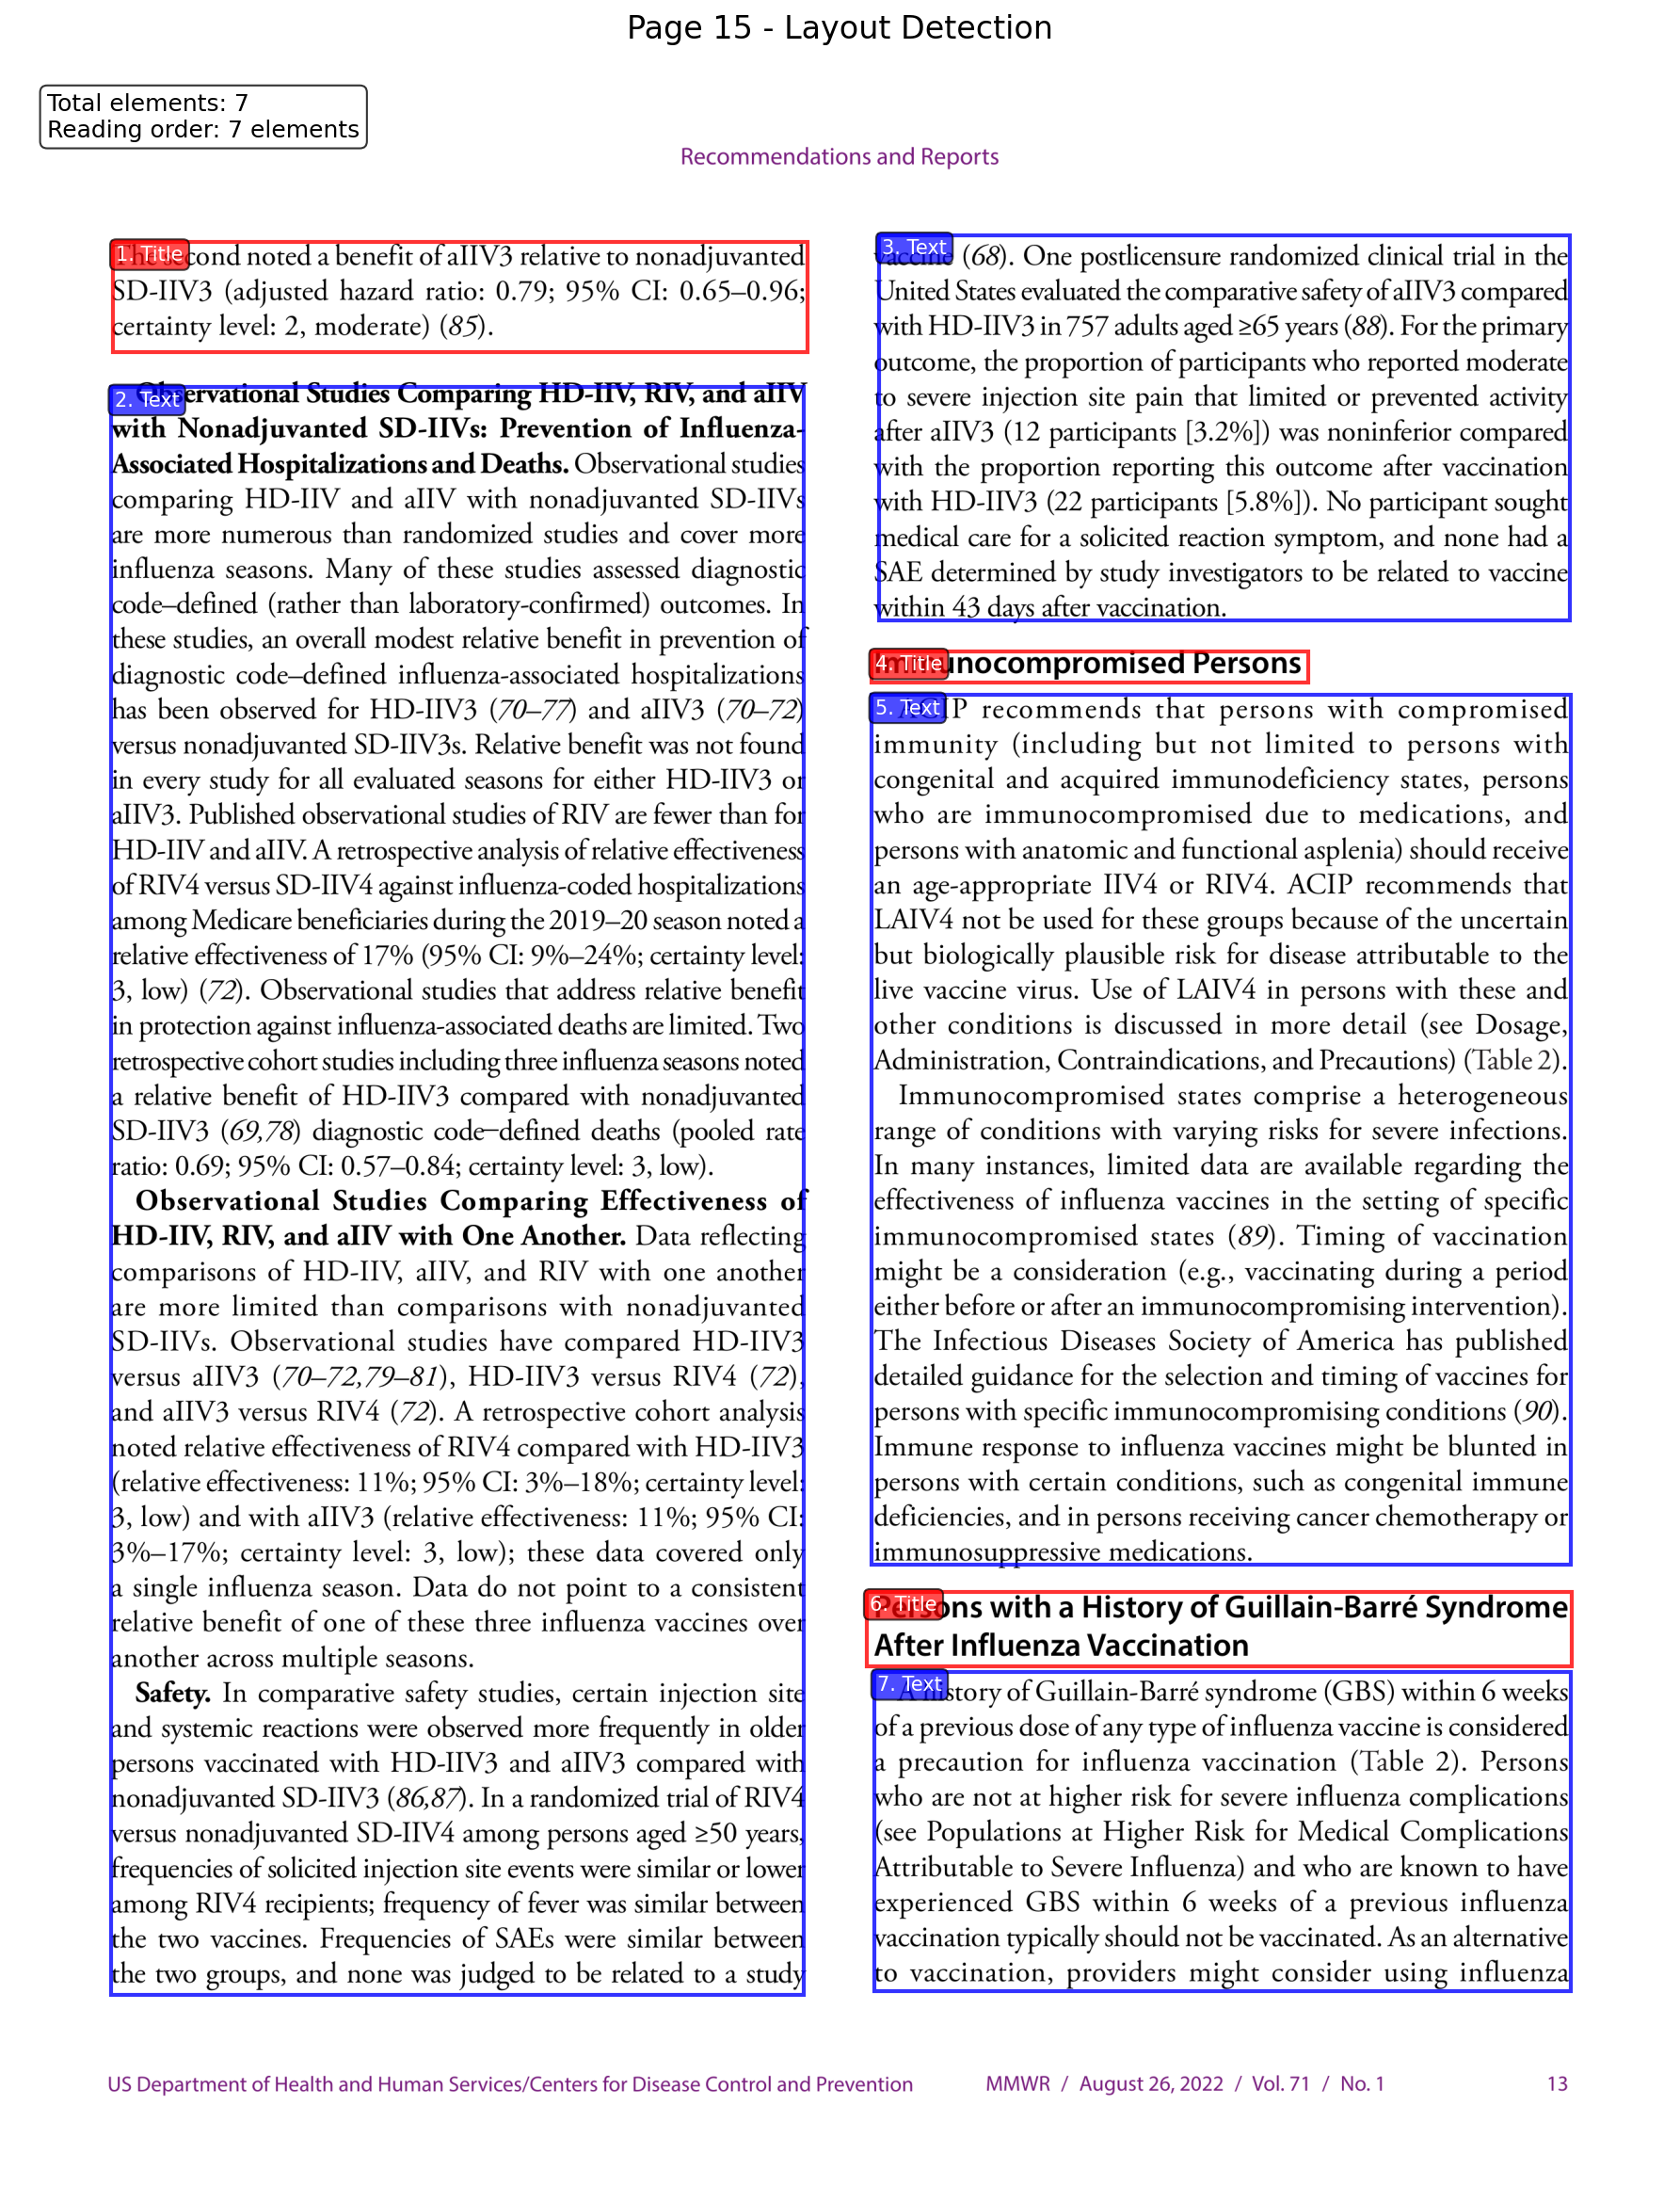 Page 15 - Layout Detection
Total elements: 7
Reading order: 7 elements
Recommendations and Reports
1. Title
The second noted a benefit of aIIV3 relative to nonadjuvanted
SD-IIV3 (adjusted hazard ratio: 0.79; 95% CI: 0.65–0.96;
certainty level: 2, moderate) (85).
2. Text
Observational Studies Comparing HD-IIV, RIV, and aIIV
with Nonadjuvanted SD-IIVs: Prevention of Influenza-
Associated Hospitalizations and Deaths. Observational studies
comparing HD-IIV and aIIV with nonadjuvanted SD-IIVs
are more numerous than randomized studies and cover more
influenza seasons. Many of these studies assessed diagnostic
code–defined (rather than laboratory-confirmed) outcomes. In
these studies, an overall modest relative benefit in prevention of
diagnostic code–defined influenza-associated hospitalizations
has been observed for HD-IIV3 (70–77) and aIIV3 (70–72)
versus nonadjuvanted SD-IIV3s. Relative benefit was not found
in every study for all evaluated seasons for either HD-IIV3 or
aIIV3. Published observational studies of RIV are fewer than for
HD-IIV and aIIV. A retrospective analysis of relative effectiveness
of RIV4 versus SD-IIV4 against influenza-coded hospitalizations
among Medicare beneficiaries during the 2019–20 season noted a
relative effectiveness of 17% (95% CI: 9%–24%; certainty level:
3, low) (72). Observational studies that address relative benefit
in protection against influenza-associated deaths are limited. Two
retrospective cohort studies including three influenza seasons noted
a relative benefit of HD-IIV3 compared with nonadjuvanted
SD-IIV3 (69,78) diagnostic code–defined deaths (pooled rate
ratio: 0.69; 95% CI: 0.57–0.84; certainty level: 3, low).
Observational Studies Comparing Effectiveness of
HD-IIV, RIV, and aIIV with One Another. Data reflecting
comparisons of HD-IIV, aIIV, and RIV with one another
are more limited than comparisons with nonadjuvanted
SD-IIVs. Observational studies have compared HD-IIV3
versus aIIV3 (70–72,79–81), HD-IIV3 versus RIV4 (72),
and aIIV3 versus RIV4 (72). A retrospective cohort analysis
noted relative effectiveness of RIV4 compared with HD-IIV3
(relative effectiveness: 11%; 95% CI: 3%–18%; certainty level:
3, low) and with aIIV3 (relative effectiveness: 11%; 95% CI:
3%–17%; certainty level: 3, low); these data covered only
a single influenza season. Data do not point to a consistent
relative benefit of one of these three influenza vaccines over
another across multiple seasons.
Safety. In comparative safety studies, certain injection site
and systemic reactions were observed more frequently in older
persons vaccinated with HD-IIV3 and aIIV3 compared with
nonadjuvanted SD-IIV3 (86,87). In a randomized trial of RIV4
versus nonadjuvanted SD-IIV4 among persons aged ≥50 years,
frequencies of solicited injection site events were similar or lower
among RIV4 recipients; frequency of fever was similar between
the two vaccines. Frequencies of SAEs were similar between
the two groups, and none was judged to be related to a study
3. Text
vaccine (68). One postlicensure randomized clinical trial in the
United States evaluated the comparative safety of aIIV3 compared
with HD-IIV3 in 757 adults aged ≥65 years (88). For the primary
outcome, the proportion of participants who reported moderate
to severe injection site pain that limited or prevented activity
after aIIV3 (12 participants [3.2%]) was noninferior compared
with the proportion reporting this outcome after vaccination
with HD-IIV3 (22 participants [5.8%]). No participant sought
medical care for a solicited reaction symptom, and none had a
SAE determined by study investigators to be related to vaccine
within 43 days after vaccination.
4. Title
Immunocompromised Persons
5. Text
ACIP recommends that persons with compromised
immunity (including but not limited to persons with
congenital and acquired immunodeficiency states, persons
who are immunocompromised due to medications, and
persons with anatomic and functional asplenia) should receive
an age-appropriate IIV4 or RIV4. ACIP recommends that
LAIV4 not be used for these groups because of the uncertain
but biologically plausible risk for disease attributable to the
live vaccine virus. Use of LAIV4 in persons with these and
other conditions is discussed in more detail (see Dosage,
Administration, Contraindications, and Precautions) (Table 2).
Immunocompromised states comprise a heterogeneous
range of conditions with varying risks for severe infections.
In many instances, limited data are available regarding the
effectiveness of influenza vaccines in the setting of specific
immunocompromised states (89). Timing of vaccination
might be a consideration (e.g., vaccinating during a period
either before or after an immunocompromising intervention).
The Infectious Diseases Society of America has published
detailed guidance for the selection and timing of vaccines for
persons with specific immunocompromising conditions (90).
Immune response to influenza vaccines might be blunted in
persons with certain conditions, such as congenital immune
deficiencies, and in persons receiving cancer chemotherapy or
immunosuppressive medications.
6. Title
Persons with a History of Guillain-Barré Syndrome
After Influenza Vaccination
7. Text
A history of Guillain-Barré syndrome (GBS) within 6 weeks
of a previous dose of any type of influenza vaccine is considered
a precaution for influenza vaccination (Table 2). Persons
who are not at higher risk for severe influenza complications
(see Populations at Higher Risk for Medical Complications
Attributable to Severe Influenza) and who are known to have
experienced GBS within 6 weeks of a previous influenza
vaccination typically should not be vaccinated. As an alternative
to vaccination, providers might consider using influenza
US Department of Health and Human Services/Centers for Disease Control and Prevention MMWR / August 26, 2022 / Vol. 71 / No. 1 13